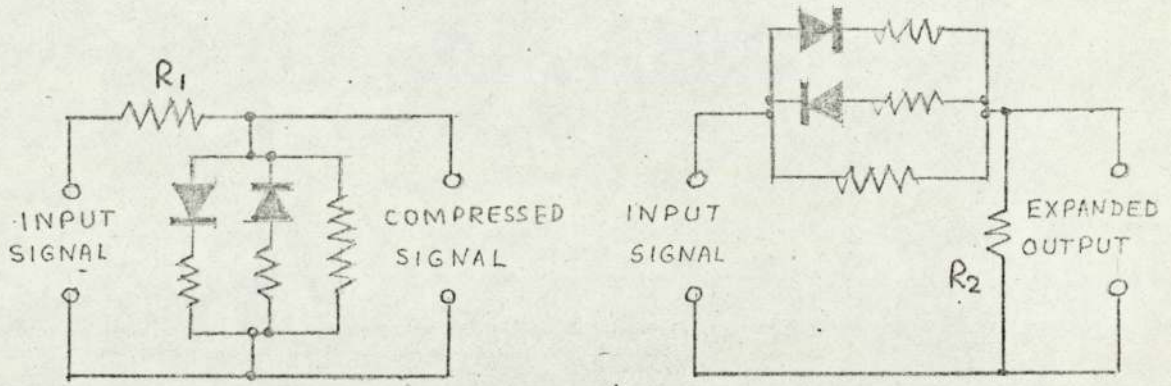 R1
INPUT
SIGNAL
COMPRESSED
SIGNAL
INPUT
SIGNAL
R2
EXPANDED
OUTPUT